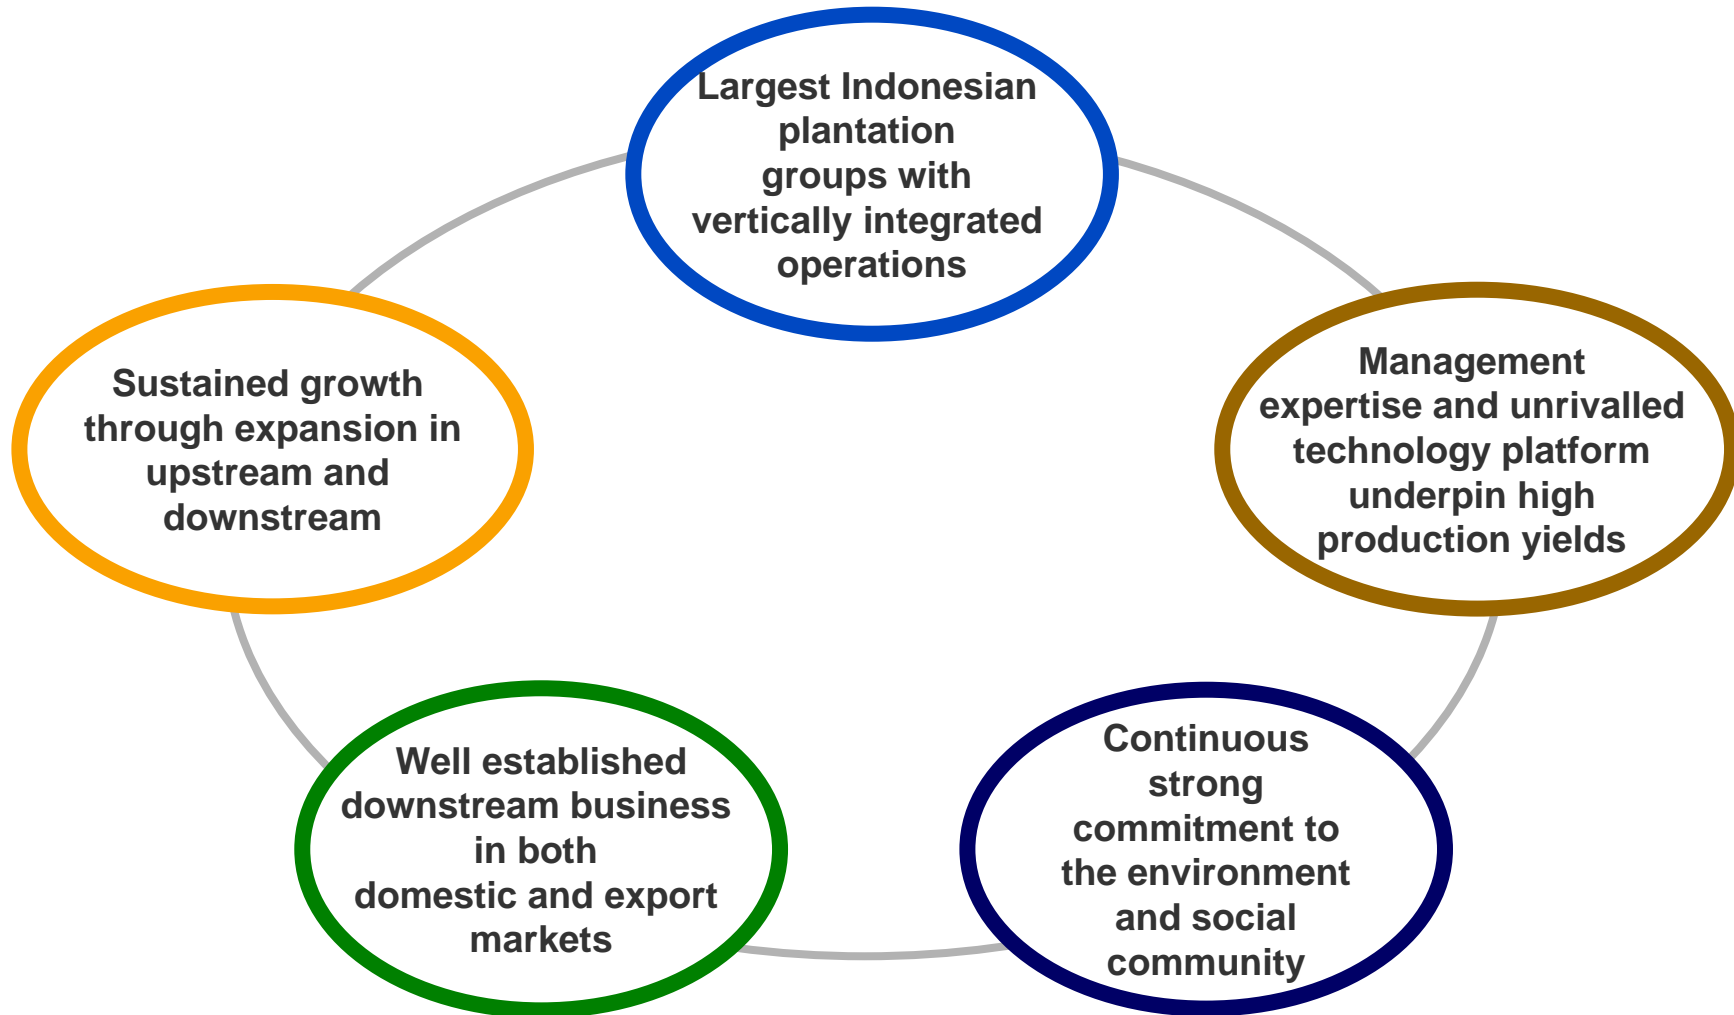 Largest Indonesian
plantation
groups with
vertically integrated
operations
Management
expertise and unrivalled
technology platform
underpin high
production yields
Continuous
strong
commitment to
the environment
and social
community
Well established
downstream business
in both
domestic and export
markets
Sustained growth
through expansion in
upstream and
downstream